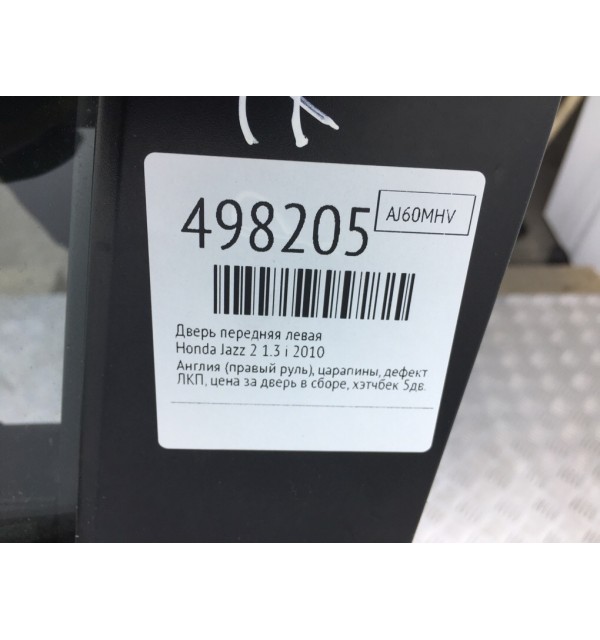 498205
AJ60MHV
Дверь передняя левая
Honda Jazz 2 1.3 i 2010
Англия (правый руль), царапины, дефект
ЛКП, цена за дверь в сборе, хэтчбек 5дв.